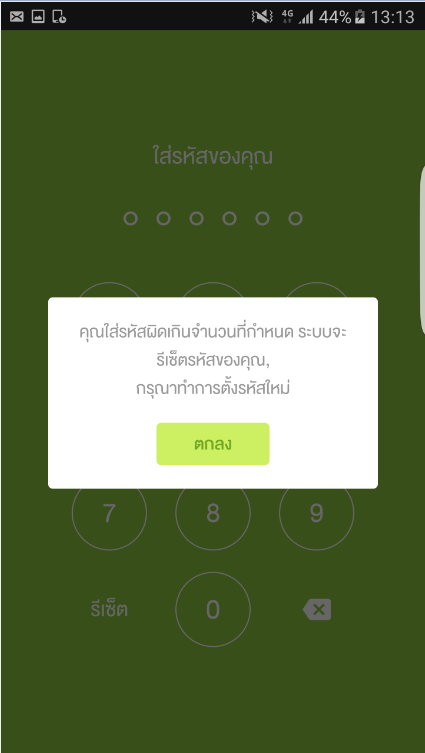 4G 44% 13:13
ใส่รหัสของคุณ
คุณใส่รหัสผิดเกินจำนวนที่กำหนด ระบบจะ
รีเซ็ตรหัสของคุณ,
กรุณาทำการตั้งรหัสใหม่
ตกลง
7 8 9
รีเซ็ต 0